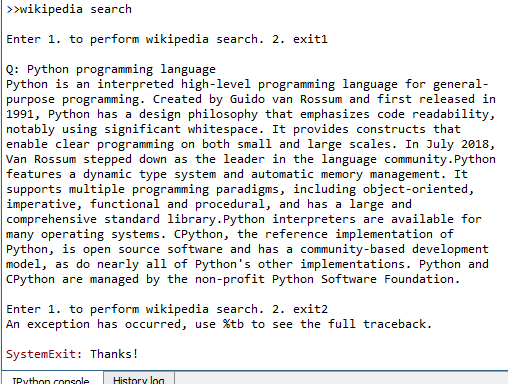 >>wikipedia search
Enter 1. to perform wikipedia search. 2. exit1
Q: Python programming language
Python is an interpreted high-level programming language for general-
purpose programming. Created by Guido van Rossum and first released in
1991, Python has a design philosophy that emphasizes code readability,
notably using significant whitespace. It provides constructs that
enable clear programming on both small and large scales. In July 2018,
Van Rossum stepped down as the leader in the language community.Python
features a dynamic type system and automatic memory management. It
supports multiple programming paradigms, including object-oriented,
imperative, functional and procedural, and has a large and
comprehensive standard library.Python interpreters are available for
many operating systems. CPython, the reference implementation of
Python, is open source software and has a community-based development
model, as do nearly all of Python's other implementations. Python and
CPython are managed by the non-profit Python Software Foundation.
Enter 1. to perform wikipedia search. 2. exit2
An exception has occurred, use %tb to see the full traceback.
SystemExit: Thanks!
IPython console History log